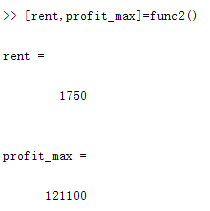 >> [rent,profit_max]=func2()
rent =
1750
profit_max =
121100